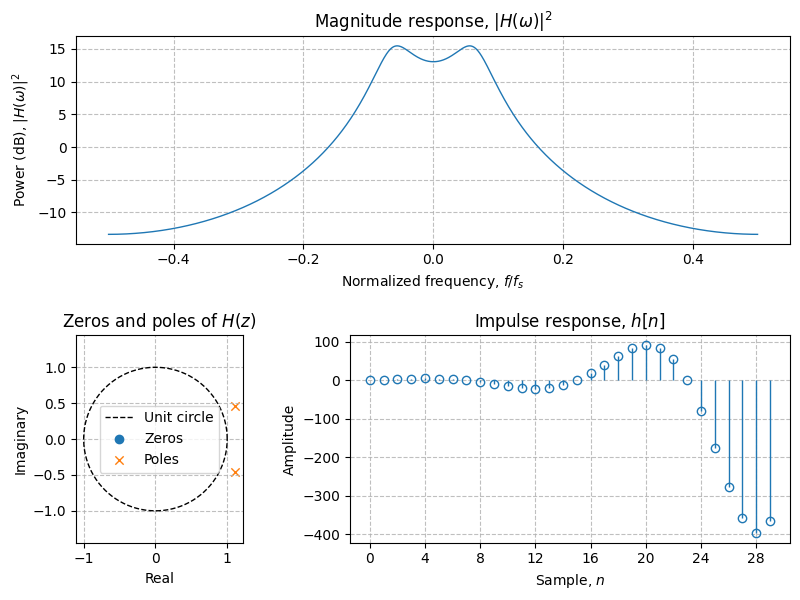 Magnitude response, |H(ω)|²
Power (dB), |H(ω)|²
15
10
5
0
−5
−10
−0.4 −0.2 0.0 0.2 0.4
Normalized frequency, f/fₛ
Zeros and poles of H(z)
Imaginary
1.0
0.5
0.0
−0.5
−1.0
Unit circle
Zeros
Poles
−1 0 1
Real
Impulse response, h[n]
Amplitude
100
0
−100
−200
−300
−400
0 4 8 12 16 20 24 28
Sample, n